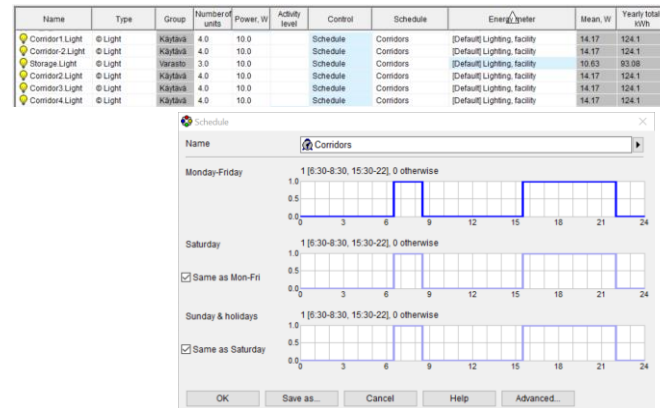 Name Type Group Number of units Power, W Activity level Control Schedule Energy meter Mean, W Yearly total kWh
Corridor1.Light © Light Käytävä 4.0 10.0 Schedule Corridors [Default] Lighting, facility 14.17 124.1
Corridor-2.Light © Light Käytävä 4.0 10.0 Schedule Corridors [Default] Lighting, facility 14.17 124.1
Storage.Light © Light Varasto 3.0 10.0 Schedule Corridors [Default] Lighting, facility 10.63 93.08
Corridor2.Light © Light Käytävä 4.0 10.0 Schedule Corridors [Default] Lighting, facility 14.17 124.1
Corridor3.Light © Light Käytävä 4.0 10.0 Schedule Corridors [Default] Lighting, facility 14.17 124.1
Corridor4.Light © Light Käytävä 4.0 10.0 Schedule Corridors [Default] Lighting, facility 14.17 124.1
Schedule
Name Corridors
Monday-Friday 1 [6:30-8:30, 15:30-22], 0 otherwise
1.0
0.5
0.0
0 3 6 9 12 15 18 21 24
Saturday 1 [6:30-8:30, 15:30-22], 0 otherwise
1.0
Same as Mon-Fri 0.5
0.0
0 3 6 9 12 15 18 21 24
Sunday & holidays 1 [6:30-8:30, 15:30-22], 0 otherwise
1.0
Same as Saturday 0.5
0.0
0 3 6 9 12 15 18 21 24
OK Save as... Cancel Help Advanced...